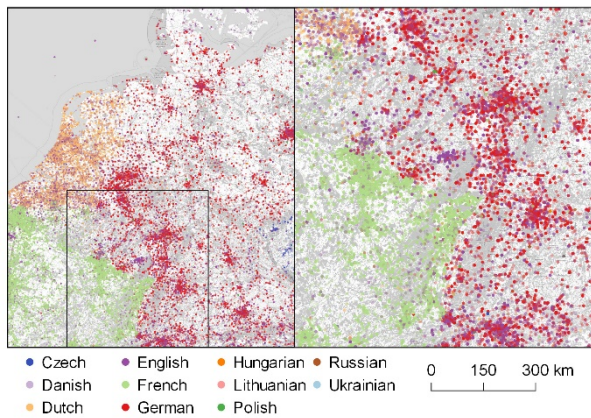 Czech English Hungarian Russian
Danish French Lithuanian Ukrainian
Dutch German Polish
0 150 300 km